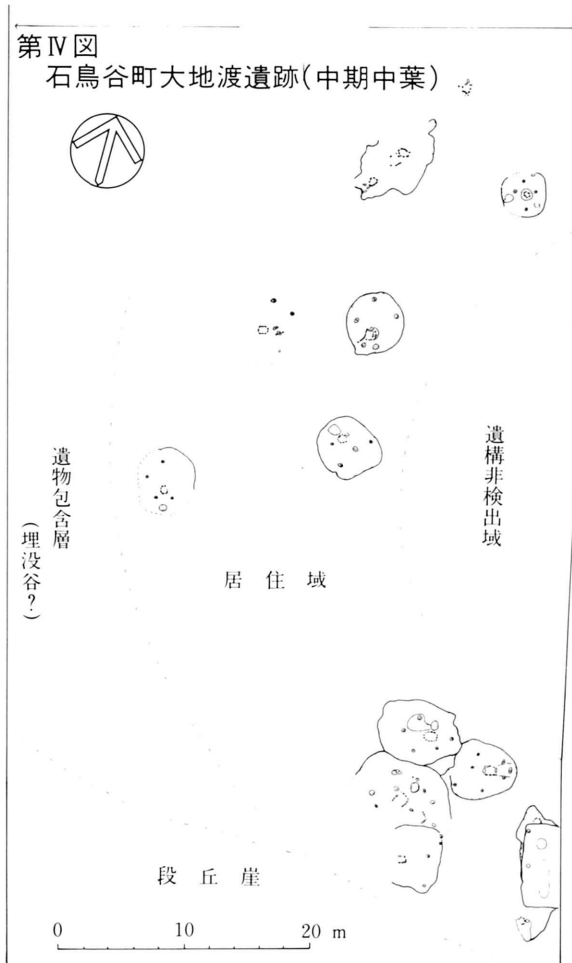 第Ⅳ図
石鳥谷町大地渡遺跡(中期中葉)
遺構非検出域
遺物包含層
(埋没谷?)
居住域
段丘崖
0 10 20 m